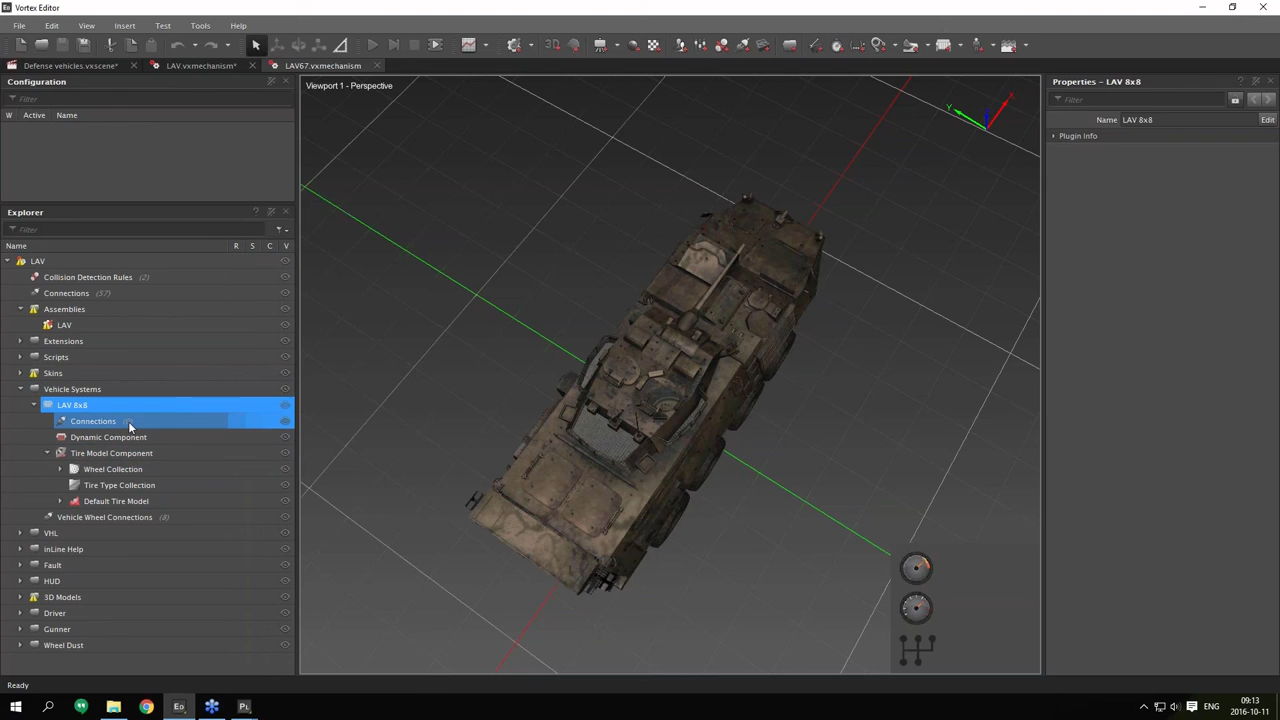 Vortex Editor
File Edit View Insert Test Tools Help
Defense vehicles.vxscene* LAV.vxmechanism* LAV67.vxmechanism
Configuration
Filter
W Active Name
Explorer
Filter
Name R S C V
LAV
Collision Detection Rules (2)
Connections (57)
Assemblies
LAV
Extensions
Scripts
Skins
Vehicle Systems
LAV 8x8
Connections
Dynamic Component
Tire Model Component
Wheel Collection
Tire Type Collection
Default Tire Model
Vehicle Wheel Connections (8)
VHL
inLine Help
Fault
HUD
3D Models
Driver
Gunner
Wheel Dust
Viewport 1 - Perspective
X
Y
Properties - LAV 8x8
Filter
Name LAV 8x8 Edit
Plugin Info
Ready
ENG
09:13
2016-10-11